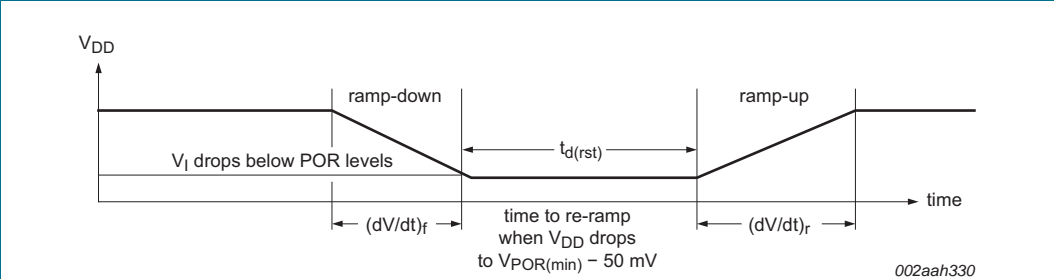 VDD
ramp-down
ramp-up
VI drops below POR levels
td(rst)
time
(dV/dt)f
time to re-ramp
when VDD drops
to VPOR(min) − 50 mV
(dV/dt)r
002aah330